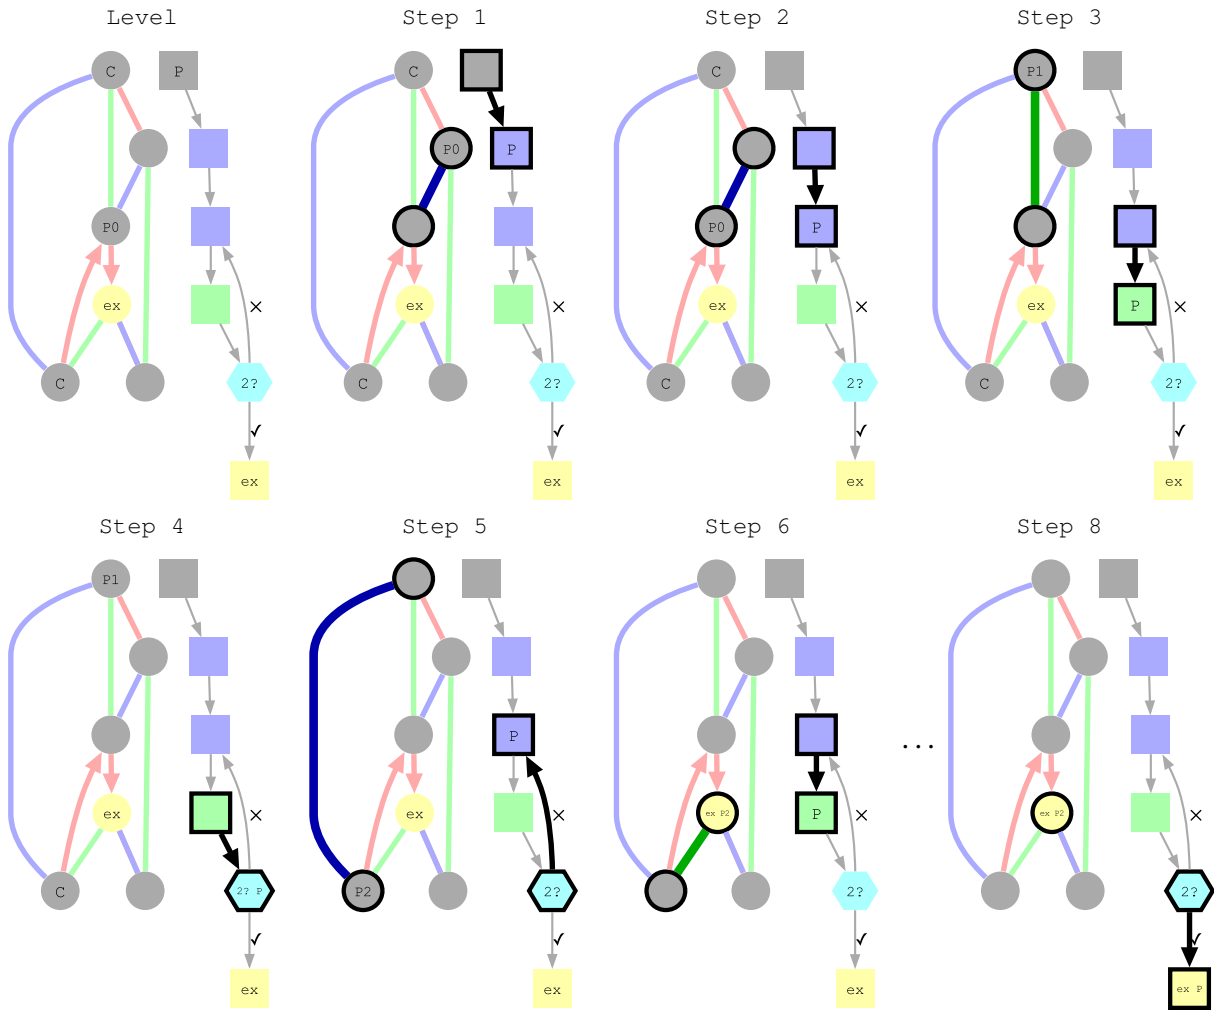 Level Step 1 Step 2 Step 3
C P C C P1
P0 P
P0 P0 P
ex ex ex ex P
× × × ×
C 2? C 2? C 2? 2?
✓ ✓ ✓ ✓
ex ex ex ex
Step 4 Step 5 Step 6 Step 8
P1
P ...
ex ex ex P2 P ex P2
× × × ×
C 2? P P2 2? 2? 2?
✓ ✓ ✓ ✓
ex ex ex ex P